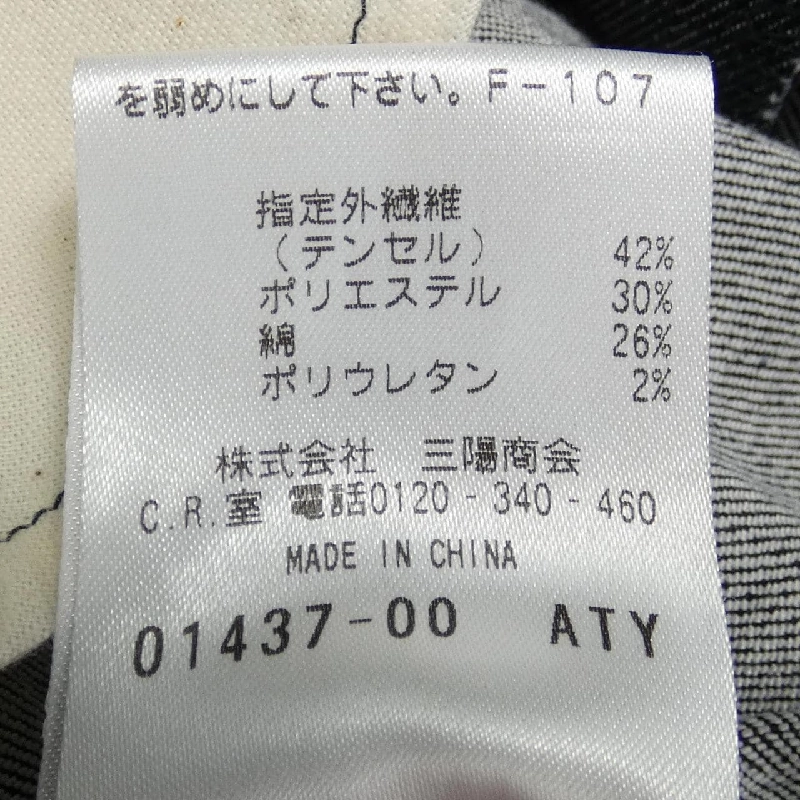 を弱めにして下さい。F-107
指定外繊維
(テンセル) 42%
ポリエステル 30%
綿 26%
ポリウレタン 2%
株式会社 三陽商会
C.R.室 電話0120-340-460
MADE IN CHINA
01437-00 ATY